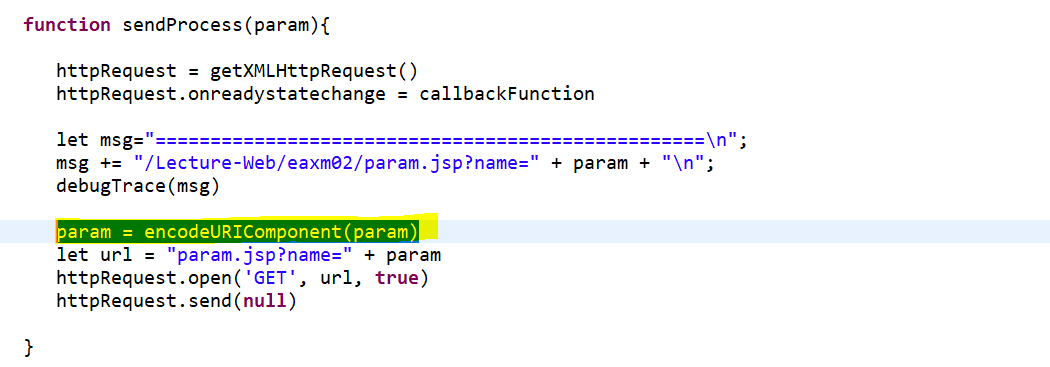 function sendProcess(param){
httpRequest = getXMLHttpRequest()
httpRequest.onreadystatechange = callbackFunction
let msg="==================================================\n";
msg += "/Lecture-Web/eaxm02/param.jsp?name=" + param + "\n";
debugTrace(msg)
param = encodeURIComponent(param)
let url = "param.jsp?name=" + param
httpRequest.open('GET', url, true)
httpRequest.send(null)
}